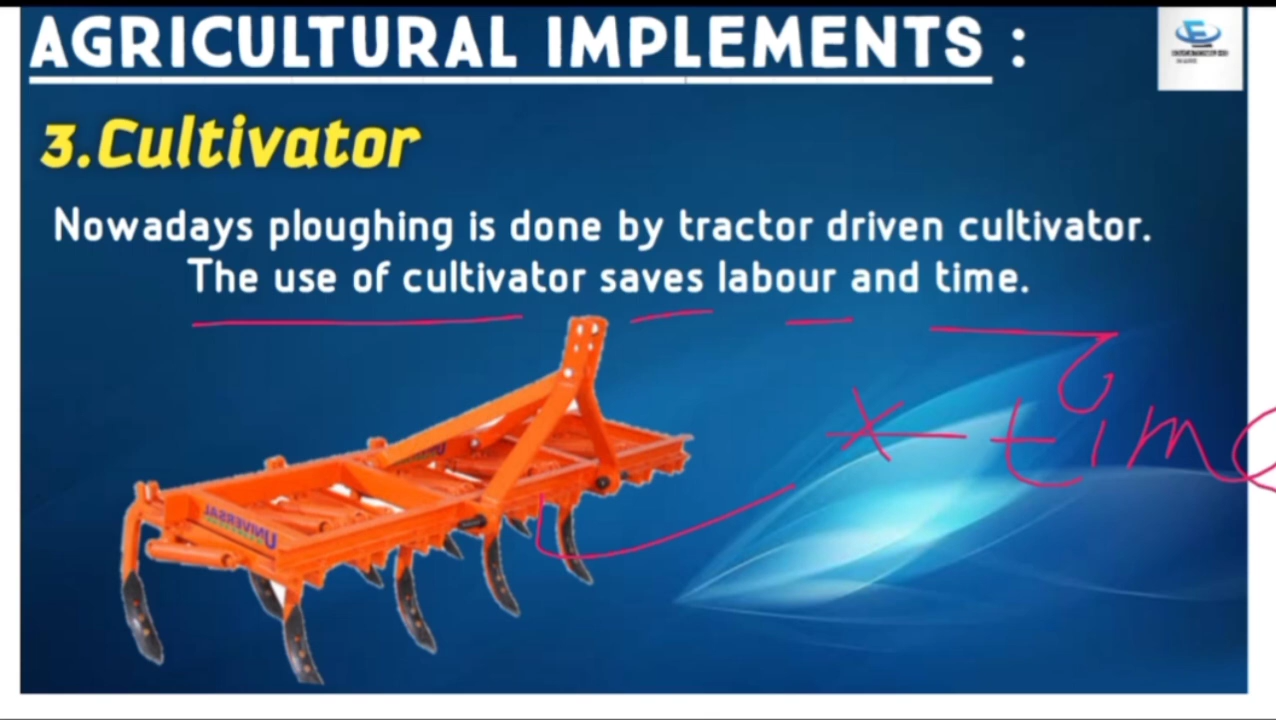 AGRICULTURAL IMPLEMENTS :
3.Cultivator
Nowadays ploughing is done by tractor driven cultivator.
The use of cultivator saves labour and time.
time
UNIVERSAL